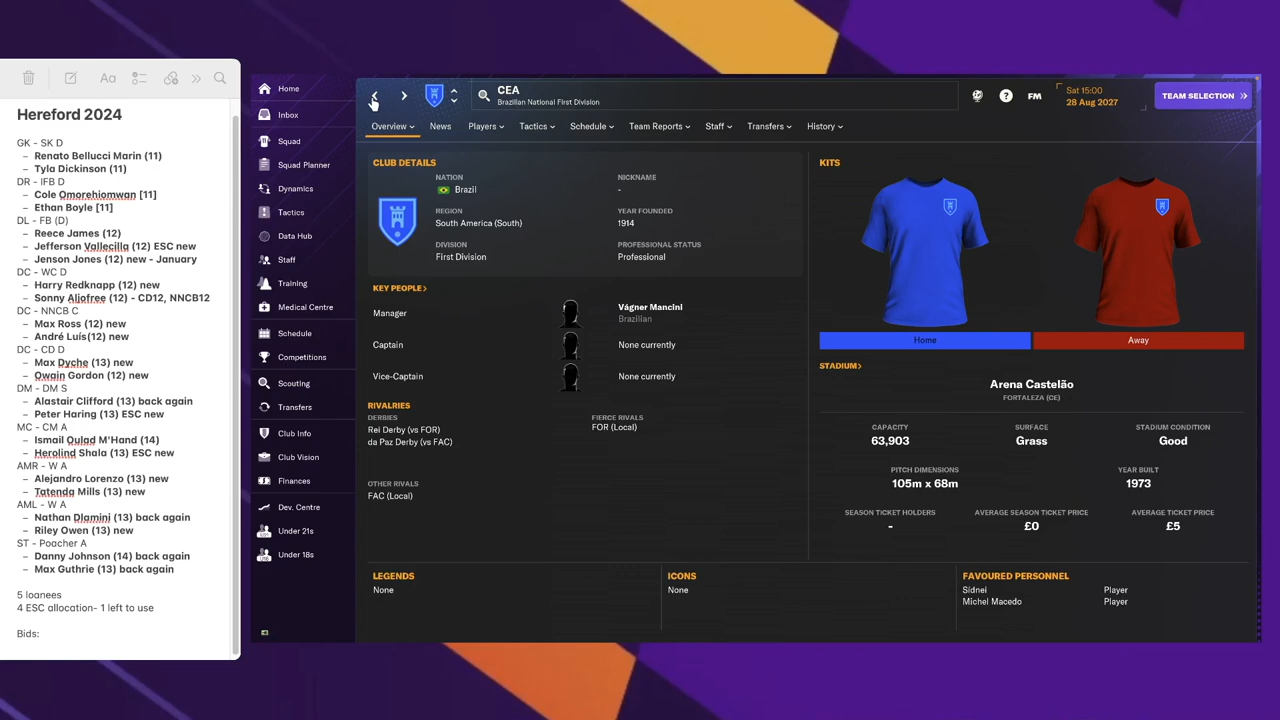 Aa
Hereford 2024
GK - SK D
– Renato Bellucci Marin (11)
– Tyla Dickinson (11)
DR - IFB D
– Cole Omorehiomwan [11]
– Ethan Boyle [11]
DL - FB (D)
– Reece James (12)
– Jefferson Vallecilla (12) ESC new
– Jenson Jones (12) new - January
DC - WC D
– Harry Redknapp (12) new
– Sonny Aljofree (12) - CD12, NNCB12
DC - NNCB C
– Max Ross (12) new
– André Luís(12) new
DC - CD D
– Max Dyche (13) new
– Owain Gordon (12) new
DM - DM S
– Alastair Clifford (13) back again
– Peter Haring (13) ESC new
MC - CM A
– Ismail Oulad M'Hand (14)
– Herolind Shala (13) ESC new
AMR - W A
– Alejandro Lorenzo (13) new
– Tatenda Mills (13) new
AML - W A
– Nathan Dlamini (13) back again
– Riley Owen (13) new
ST - Poacher A
– Danny Johnson (14) back again
– Max Guthrie (13) back again
5 loanees
4 ESC allocation- 1 left to use
Bids:
Home
Inbox
Squad
Squad Planner
Dynamics
Tactics
Data Hub
Staff
Training
Medical Centre
Schedule
Competitions
Scouting
Transfers
Club Info
Club Vision
Finances
Dev. Centre
Under 21s
Under 18s
CEA
Brazilian National First Division
? FM
Sat 15:00
28 Aug 2027
TEAM SELECTION
Overview News Players Tactics Schedule Team Reports Staff Transfers History
CLUB DETAILS
NATION
Brazil
NICKNAME
-
REGION
South America (South)
YEAR FOUNDED
1914
DIVISION
First Division
PROFESSIONAL STATUS
Professional
KEY PEOPLE>
Manager
Vágner Mancini
Brazilian
Captain
None currently
Vice-Captain
None currently
RIVALRIES
DERBIES
Rei Derby (vs FOR)
da Paz Derby (vs FAC)
FIERCE RIVALS
FOR (Local)
OTHER RIVALS
FAC (Local)
KITS
Home
Away
STADIUM>
Arena Castelão
FORTALEZA (CE)
CAPACITY
63,903
SURFACE
Grass
STADIUM CONDITION
Good
PITCH DIMENSIONS
105m x 68m
YEAR BUILT
1973
SEASON TICKET HOLDERS
-
AVERAGE SEASON TICKET PRICE
£0
AVERAGE TICKET PRICE
£5
LEGENDS
None
ICONS
None
FAVOURED PERSONNEL
Sídnei Player
Michel Macedo Player